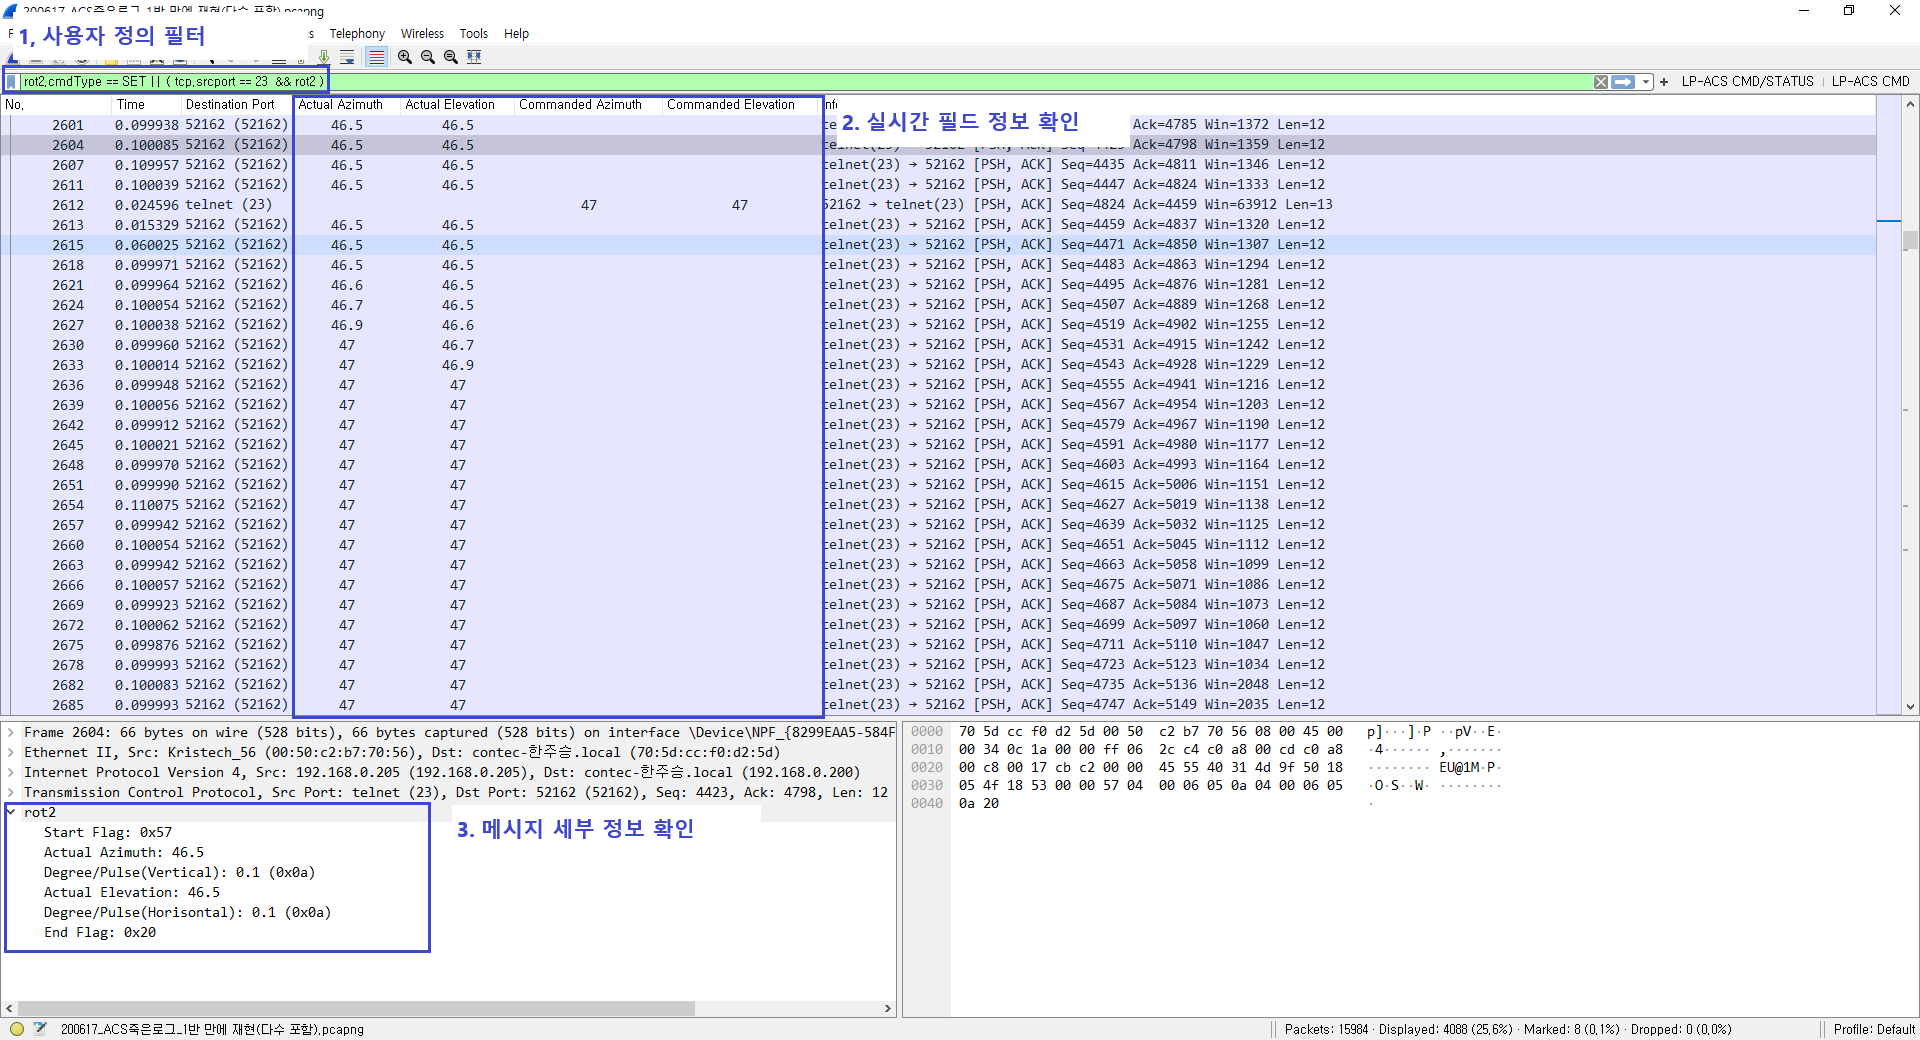 200617_ACS죽은로그_1반 만에 재현(다수 포함).pcapng
1, 사용자 정의 필터
Telephony Wireless Tools Help
rot2.cmdType == SET || ( tcp.srcport == 23 && rot2 )
+ LP-ACS CMD/STATUS LP-ACS CMD
No. Time Destination Port Actual Azimuth Actual Elevation Commanded Azimuth Commanded Elevation
2. 실시간 필드 정보 확인
2601 0.099938 52162 (52162) 46.5 46.5 Ack=4785 Win=1372 Len=12
2604 0.100085 52162 (52162) 46.5 46.5 telnet(23) → 52162 [PSH, ACK] Seq=4423 Ack=4798 Win=1359 Len=12
2607 0.109957 52162 (52162) 46.5 46.5 telnet(23) → 52162 [PSH, ACK] Seq=4435 Ack=4811 Win=1346 Len=12
2611 0.100039 52162 (52162) 46.5 46.5 telnet(23) → 52162 [PSH, ACK] Seq=4447 Ack=4824 Win=1333 Len=12
2612 0.024596 telnet (23) 47 47 52162 → telnet(23) [PSH, ACK] Seq=4824 Ack=4459 Win=63912 Len=13
2613 0.015329 52162 (52162) 46.5 46.5 telnet(23) → 52162 [PSH, ACK] Seq=4459 Ack=4837 Win=1320 Len=12
2615 0.060025 52162 (52162) 46.5 46.5 telnet(23) → 52162 [PSH, ACK] Seq=4471 Ack=4850 Win=1307 Len=12
2618 0.099971 52162 (52162) 46.5 46.5 telnet(23) → 52162 [PSH, ACK] Seq=4483 Ack=4863 Win=1294 Len=12
2621 0.099964 52162 (52162) 46.6 46.5 telnet(23) → 52162 [PSH, ACK] Seq=4495 Ack=4876 Win=1281 Len=12
2624 0.100054 52162 (52162) 46.7 46.5 telnet(23) → 52162 [PSH, ACK] Seq=4507 Ack=4889 Win=1268 Len=12
2627 0.100038 52162 (52162) 46.9 46.6 telnet(23) → 52162 [PSH, ACK] Seq=4519 Ack=4902 Win=1255 Len=12
2630 0.099960 52162 (52162) 47 46.7 telnet(23) → 52162 [PSH, ACK] Seq=4531 Ack=4915 Win=1242 Len=12
2633 0.100014 52162 (52162) 47 46.9 telnet(23) → 52162 [PSH, ACK] Seq=4543 Ack=4928 Win=1229 Len=12
2636 0.099948 52162 (52162) 47 47 telnet(23) → 52162 [PSH, ACK] Seq=4555 Ack=4941 Win=1216 Len=12
2639 0.100056 52162 (52162) 47 47 telnet(23) → 52162 [PSH, ACK] Seq=4567 Ack=4954 Win=1203 Len=12
2642 0.099912 52162 (52162) 47 47 telnet(23) → 52162 [PSH, ACK] Seq=4579 Ack=4967 Win=1190 Len=12
2645 0.100021 52162 (52162) 47 47 telnet(23) → 52162 [PSH, ACK] Seq=4591 Ack=4980 Win=1177 Len=12
2648 0.099970 52162 (52162) 47 47 telnet(23) → 52162 [PSH, ACK] Seq=4603 Ack=4993 Win=1164 Len=12
2651 0.099990 52162 (52162) 47 47 telnet(23) → 52162 [PSH, ACK] Seq=4615 Ack=5006 Win=1151 Len=12
2654 0.110075 52162 (52162) 47 47 telnet(23) → 52162 [PSH, ACK] Seq=4627 Ack=5019 Win=1138 Len=12
2657 0.099942 52162 (52162) 47 47 telnet(23) → 52162 [PSH, ACK] Seq=4639 Ack=5032 Win=1125 Len=12
2660 0.100054 52162 (52162) 47 47 telnet(23) → 52162 [PSH, ACK] Seq=4651 Ack=5045 Win=1112 Len=12
2663 0.099942 52162 (52162) 47 47 telnet(23) → 52162 [PSH, ACK] Seq=4663 Ack=5058 Win=1099 Len=12
2666 0.100057 52162 (52162) 47 47 telnet(23) → 52162 [PSH, ACK] Seq=4675 Ack=5071 Win=1086 Len=12
2669 0.099923 52162 (52162) 47 47 telnet(23) → 52162 [PSH, ACK] Seq=4687 Ack=5084 Win=1073 Len=12
2672 0.100062 52162 (52162) 47 47 telnet(23) → 52162 [PSH, ACK] Seq=4699 Ack=5097 Win=1060 Len=12
2675 0.099876 52162 (52162) 47 47 telnet(23) → 52162 [PSH, ACK] Seq=4711 Ack=5110 Win=1047 Len=12
2678 0.099993 52162 (52162) 47 47 telnet(23) → 52162 [PSH, ACK] Seq=4723 Ack=5123 Win=1034 Len=12
2682 0.100083 52162 (52162) 47 47 telnet(23) → 52162 [PSH, ACK] Seq=4735 Ack=5136 Win=2048 Len=12
2685 0.099993 52162 (52162) 47 47 telnet(23) → 52162 [PSH, ACK] Seq=4747 Ack=5149 Win=2035 Len=12
Frame 2604: 66 bytes on wire (528 bits), 66 bytes captured (528 bits) on interface \Device\NPF_{8299EAA5-584F
Ethernet II, Src: Kristech_56 (00:50:c2:b7:70:56), Dst: contec-한주승.local (70:5d:cc:f0:d2:5d)
Internet Protocol Version 4, Src: 192.168.0.205 (192.168.0.205), Dst: contec-한주승.local (192.168.0.200)
Transmission Control Protocol, Src Port: telnet (23), Dst Port: 52162 (52162), Seq: 4423, Ack: 4798, Len: 12
rot2
3. 메시지 세부 정보 확인
Start Flag: 0x57
Actual Azimuth: 46.5
Degree/Pulse(Vertical): 0.1 (0x0a)
Actual Elevation: 46.5
Degree/Pulse(Horisontal): 0.1 (0x0a)
End Flag: 0x20
0000 70 5d cc f0 d2 5d 00 50 c2 b7 70 56 08 00 45 00 p]···]·P ··pV··E·
0010 00 34 0c 1a 00 00 ff 06 2c c4 c0 a8 00 cd c0 a8 ·4······ ,·······
0020 00 c8 00 17 cb c2 00 00 45 55 40 31 4d 9f 50 18 ········ EU@1M·P·
0030 05 4f 18 53 00 00 57 04 00 06 05 0a 04 00 06 05 ·O·S··W· ········
0040 0a 20 ·
200617_ACS죽은로그_1반 만에 재현(다수 포함).pcapng
Packets: 15984 · Displayed: 4088 (25.6%) · Marked: 8 (0.1%) · Dropped: 0 (0.0%)
Profile: Default